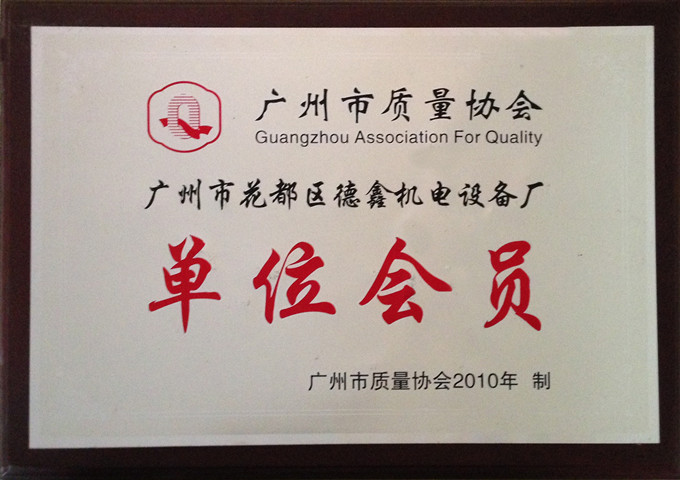 广州市质量协会
Guangzhou Association For Quality
广州市花都区德鑫机电设备厂
单位会员
广州市质量协会2010年 制